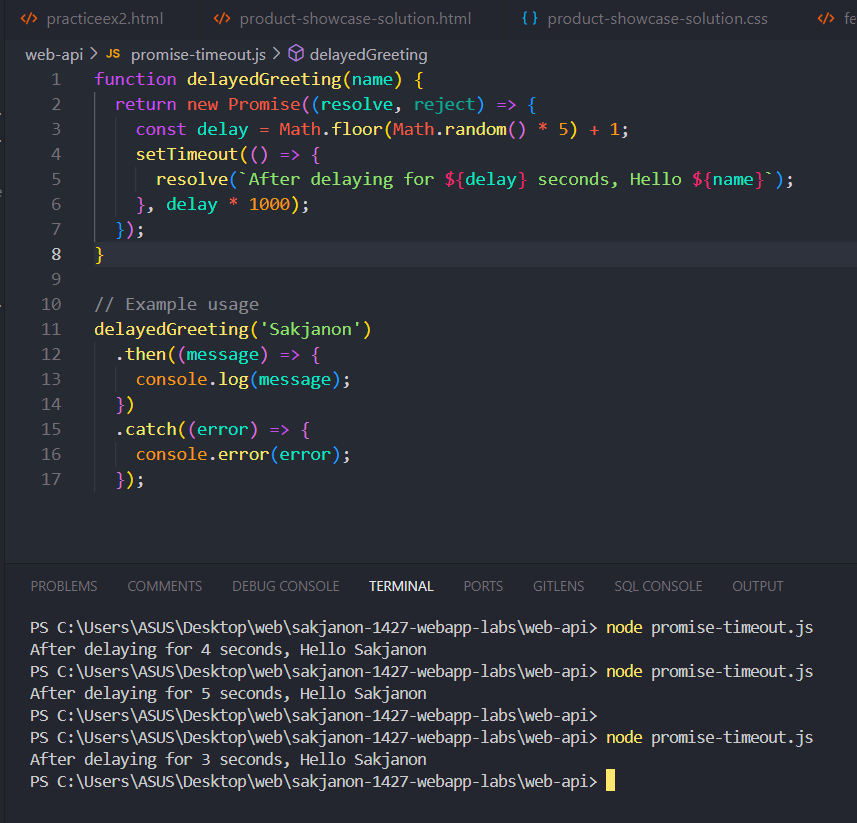 practiceex2.html product-showcase-solution.html product-showcase-solution.css fe
web-api > JS promise-timeout.js > delayedGreeting
1 function delayedGreeting(name) {
2   return new Promise((resolve, reject) => {
3     const delay = Math.floor(Math.random() * 5) + 1;
4     setTimeout(() => {
5       resolve(`After delaying for ${delay} seconds, Hello ${name}`);
6     }, delay * 1000);
7   });
8 }
9
10 // Example usage
11 delayedGreeting('Sakjanon')
12   .then((message) => {
13     console.log(message);
14   })
15   .catch((error) => {
16     console.error(error);
17   });
PROBLEMS COMMENTS DEBUG CONSOLE TERMINAL PORTS GITLENS SQL CONSOLE OUTPUT
PS C:\Users\ASUS\Desktop\web\sakjanon-1427-webapp-labs\web-api> node promise-timeout.js
After delaying for 4 seconds, Hello Sakjanon
PS C:\Users\ASUS\Desktop\web\sakjanon-1427-webapp-labs\web-api> node promise-timeout.js
After delaying for 5 seconds, Hello Sakjanon
PS C:\Users\ASUS\Desktop\web\sakjanon-1427-webapp-labs\web-api>
PS C:\Users\ASUS\Desktop\web\sakjanon-1427-webapp-labs\web-api> node promise-timeout.js
After delaying for 3 seconds, Hello Sakjanon
PS C:\Users\ASUS\Desktop\web\sakjanon-1427-webapp-labs\web-api>